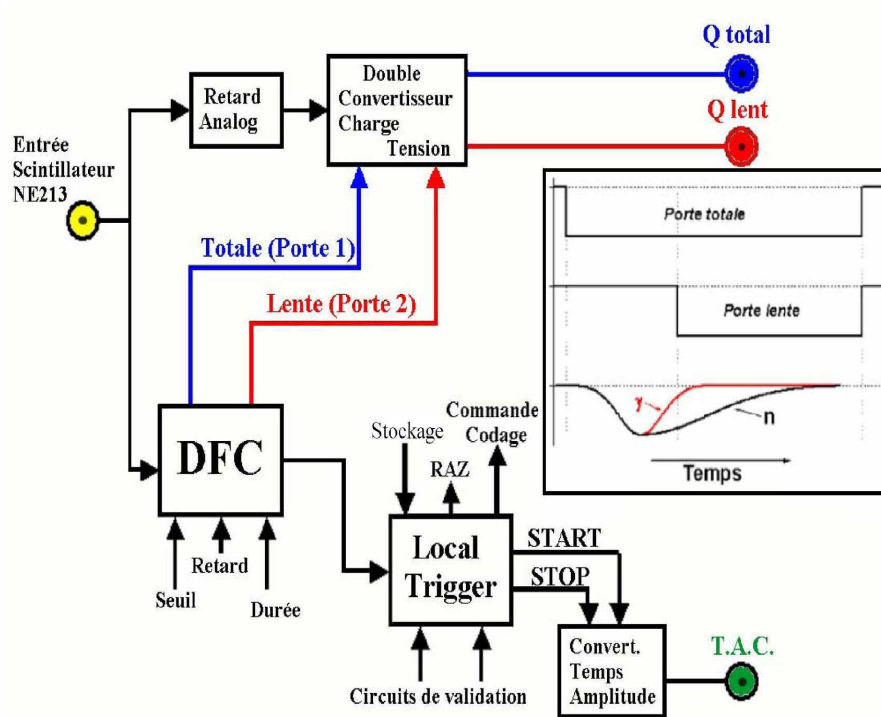 Q total
Double
Convertisseur
Charge
Tension
Retard
Analog
Q lent
Entrée
Scintillateur
NE213
Porte totale
Totale (Porte 1)
Lente (Porte 2)
Porte lente
γ
n
Temps
Commande
Codage
Stockage
RAZ
DFC
Local
Trigger
START
STOP
Seuil
Retard
Durée
Convert.
Temps
Amplitude
T.A.C.
Circuits de validation